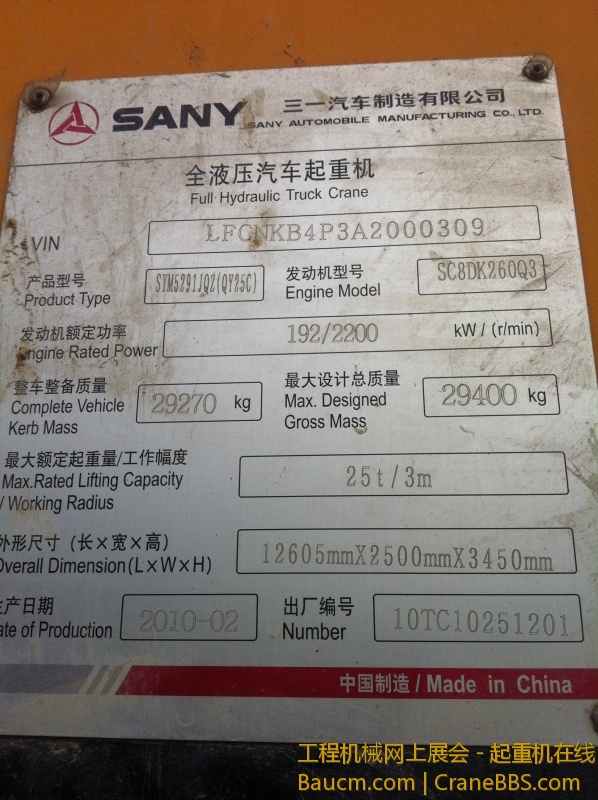 SANY 三一汽车制造有限公司
SANY AUTOMOBILE MANUFACTURING CO., LTD.
全液压汽车起重机
Full Hydraulic Truck Crane
VIN LFCNKB4P3A2000309
产品型号 SYM5291JQZ(QY25C) 发动机型号 SC8DK260Q3
Product Type Engine Model
发动机额定功率 192/2200 kW / (r/min)
Engine Rated Power
整车整备质量 最大设计总质量
Complete Vehicle 29270 kg Max. Designed 29400 kg
Kerb Mass Gross Mass
最大额定起重量/工作幅度
Max.Rated Lifting Capacity 25t/3m
/ Working Radius
外形尺寸 (长×宽×高) 12605mmX2500mmX3450mm
Overall Dimension(L×W×H)
生产日期 2010-02 出厂编号 10TC10251201
Date of Production Number
中国制造 / Made in China
工程机械网上展会 - 起重机在线
Baucm.com | CraneBBS.com